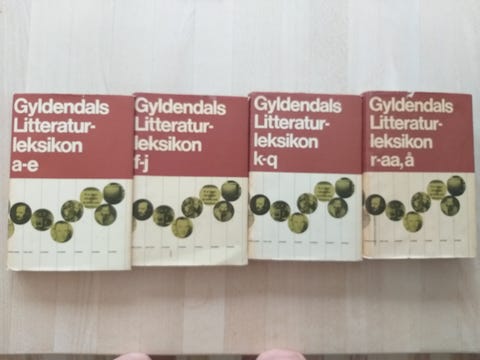 Gyldendals
Litteratur-
leksikon
a-e
Gyldendals
Litteratur-
leksikon
f-j
Gyldendals
Litteratur-
leksikon
k-q
Gyldendals
Litteratur-
leksikon
r-aa, å